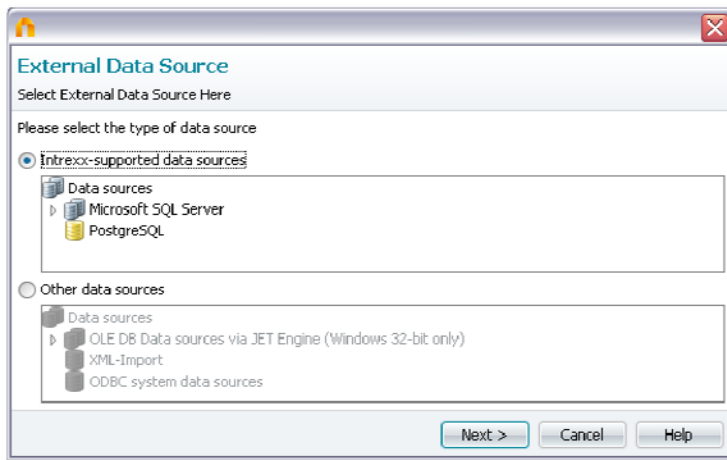 External Data Source
Select External Data Source Here
Please select the type of data source
Intrexx-supported data sources
Data sources
Microsoft SQL Server
PostgreSQL
Other data sources
Data sources
OLE DB Data sources via JET Engine (Windows 32-bit only)
XML-Import
ODBC system data sources
Next > Cancel Help